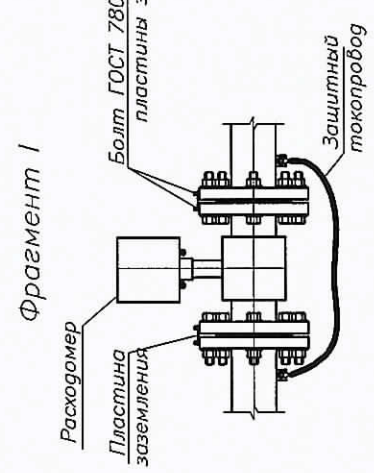 Фрагмент I
Расходомер
Пластина
заземления
Болт ГОСТ 780
пластины
Защитный
токопровод